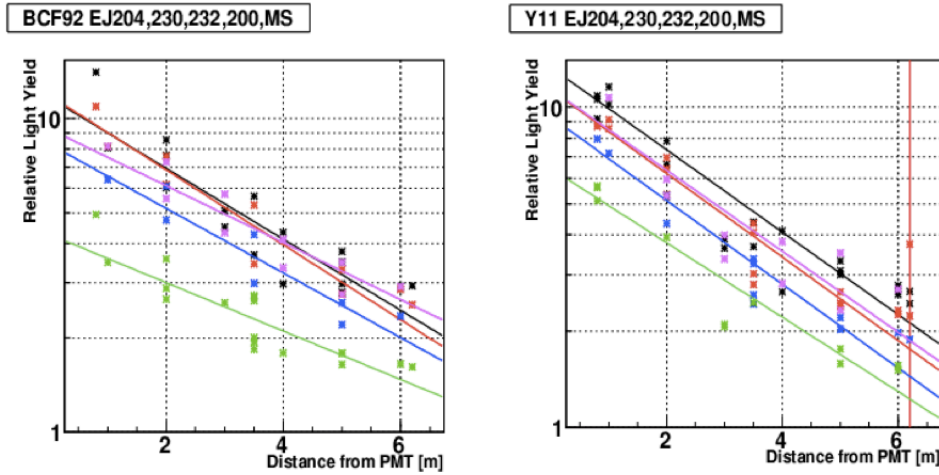 BCF92 EJ204,230,232,200,MS
Relative Light Yield
10
1
2
4
6
Distance from PMT [m]
Y11 EJ204,230,232,200,MS
Relative Light Yield
10
1
2
4
6
Distance from PMT [m]